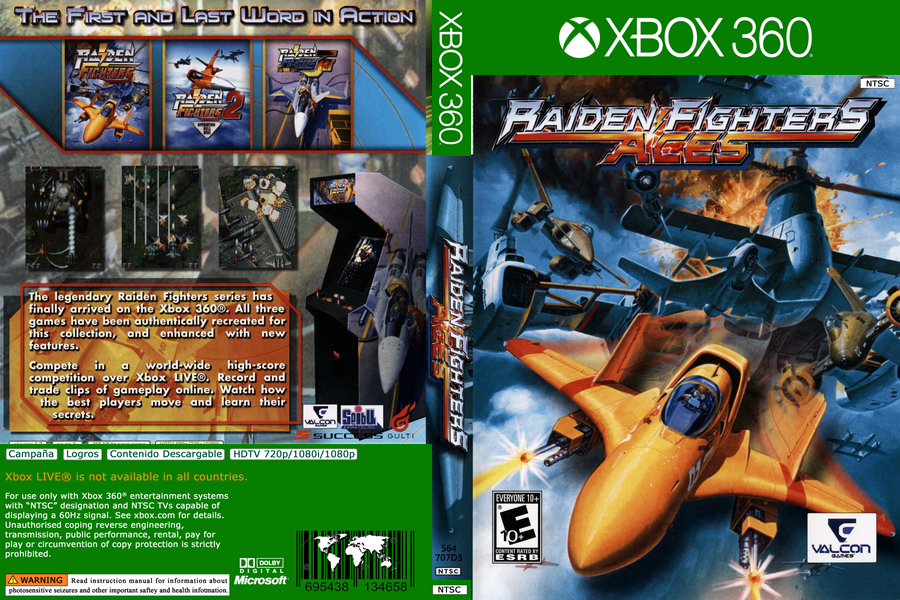 THE FIRST AND LAST WORD IN ACTION
RAIDEN
FIGHTERS
RAIDEN
FIGHTERS 2
RAIDEN
The legendary Raiden Fighters series has
finally arrived on the Xbox 360®. All three
games have been authentically recreated for
this collection, and enhanced with new
features.
Compete in a world-wide high-score
competition over Xbox LIVE®. Record and
trade clips of gameplay online. Watch how
the best players move and learn their
secrets.
VALCON
GAMES
SUCCESS
GULTI
Campaña
Logros
Contenido Descargable
HDTV 720p/1080i/1080p
Xbox LIVE® is not available in all countries.
For use only with Xbox 360® entertainment systems
with “NTSC” designation and NTSC TVs capable of
displaying a 60Hz signal. See xbox.com for details.
Unauthorised coping reverse engineering,
transmission, public performance, rental, pay for
play or circumvention of copy protection is strictly
prohibited.
WARNING
Read instruction manual for information about
photosensitive seizures and other important saftey and health infotmation.
DOLBY
DIGITAL
Microsoft
695438 134658
XBOX 360
RAIDEN FIGHTERS
ACES
564
707D3
NTSC
NTSC
XBOX 360
NTSC
RAIDEN FIGHTERS
ACES
EVERYONE 10+
E
10+
CONTENT RATED BY
ESRB
VALCON
GAMES